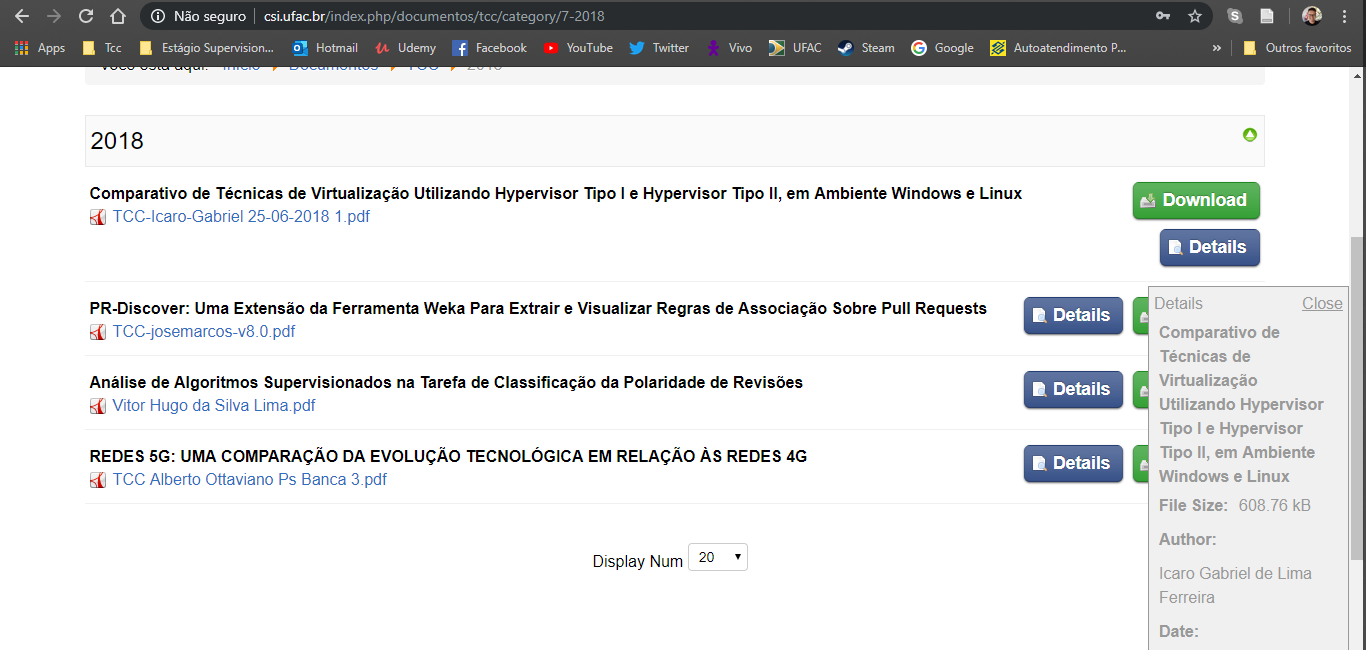 Não seguro | csi.ufac.br/index.php/documentos/tcc/category/7-2018
Apps Tcc Estágio Supervision... Hotmail Udemy Facebook YouTube Twitter Vivo UFAC Steam Google Autoatendimento P... » Outros favoritos
Você está aqui: Início Documentos TCC 2018
2018
Comparativo de Técnicas de Virtualização Utilizando Hypervisor Tipo I e Hypervisor Tipo II, em Ambiente Windows e Linux
TCC-Icaro-Gabriel 25-06-2018 1.pdf
Download
Details
PR-Discover: Uma Extensão da Ferramenta Weka Para Extrair e Visualizar Regras de Associação Sobre Pull Requests
TCC-josemarcos-v8.0.pdf
Details
Análise de Algoritmos Supervisionados na Tarefa de Classificação da Polaridade de Revisões
Vitor Hugo da Silva Lima.pdf
Details
REDES 5G: UMA COMPARAÇÃO DA EVOLUÇÃO TECNOLÓGICA EM RELAÇÃO ÀS REDES 4G
TCC Alberto Ottaviano Ps Banca 3.pdf
Details
Display Num 20
Details Close
Comparativo de
Técnicas de
Virtualização
Utilizando Hypervisor
Tipo I e Hypervisor
Tipo II, em Ambiente
Windows e Linux
File Size: 608.76 kB
Author:
Icaro Gabriel de Lima
Ferreira
Date: